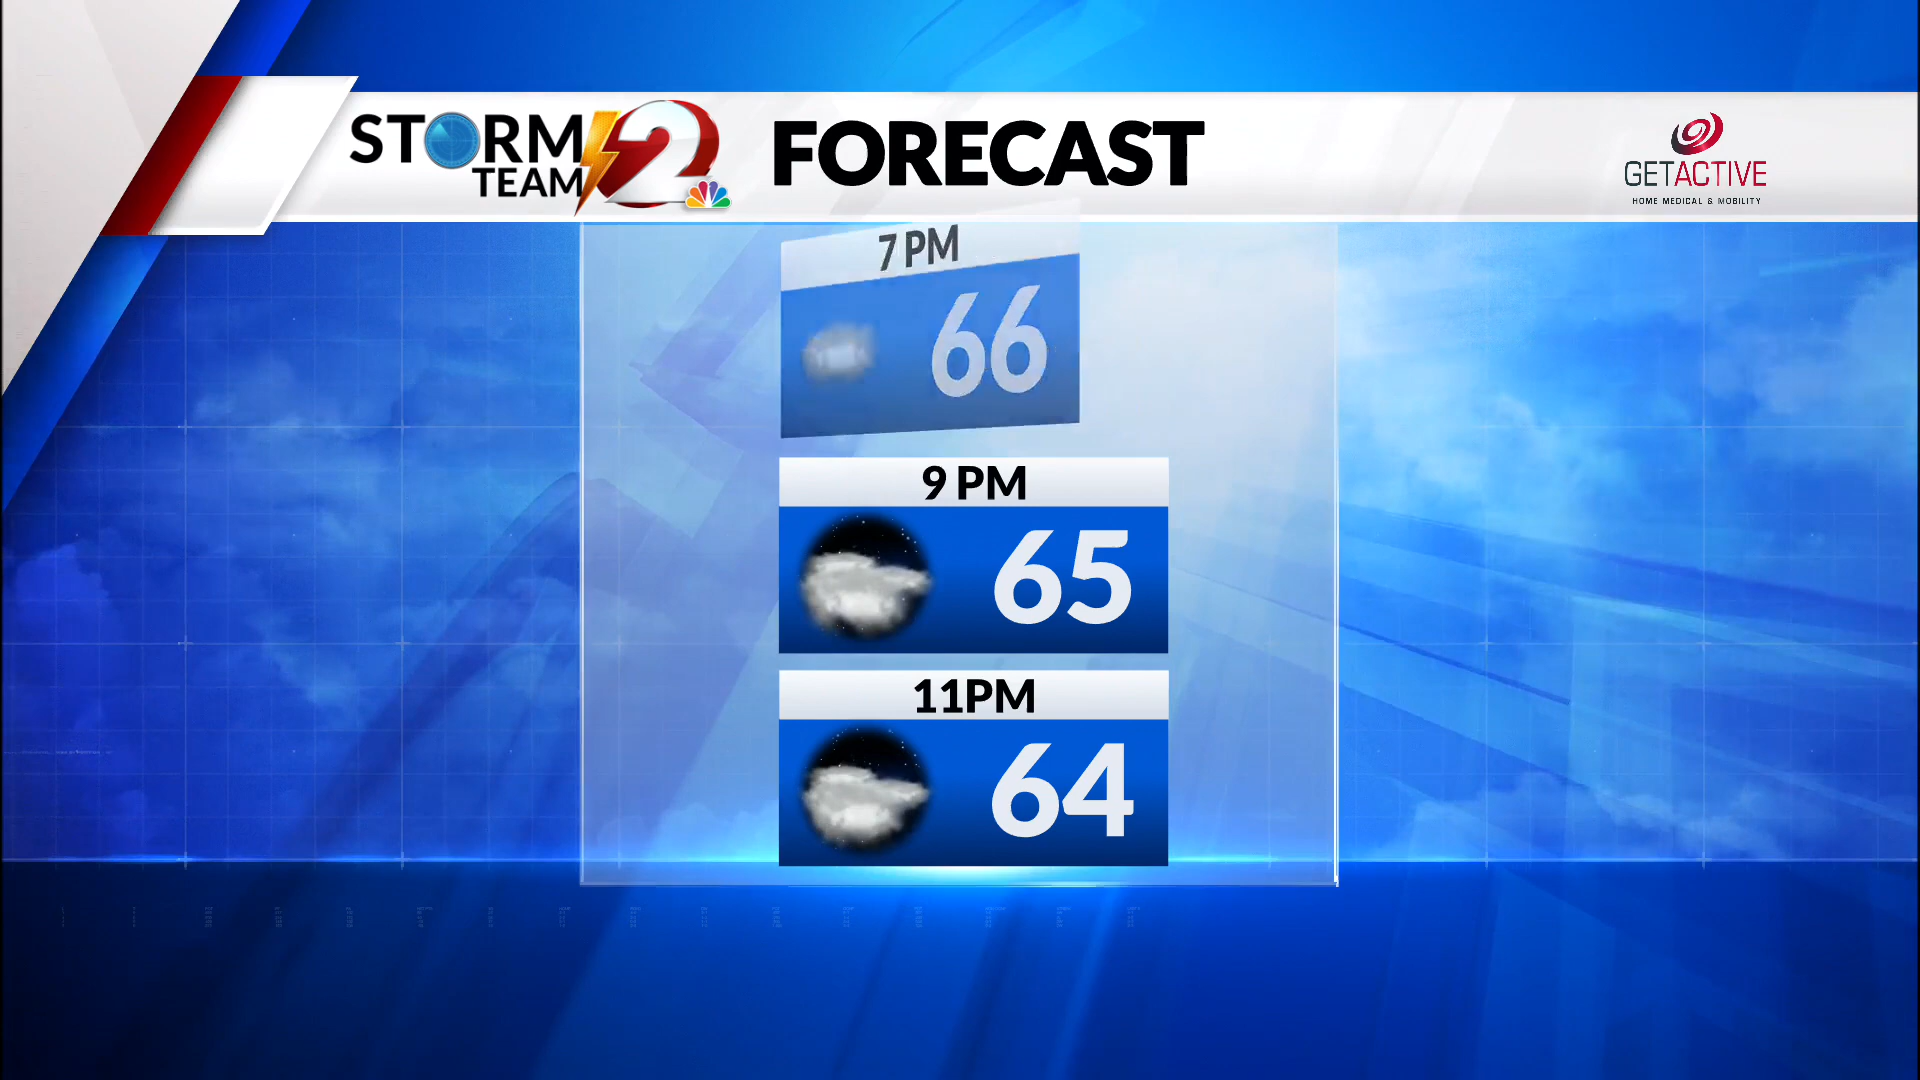 STORM
TEAM
2
FORECAST
GETACTIVE
HOME MEDICAL & MOBILITY
7 PM
66
9 PM
65
11PM
64